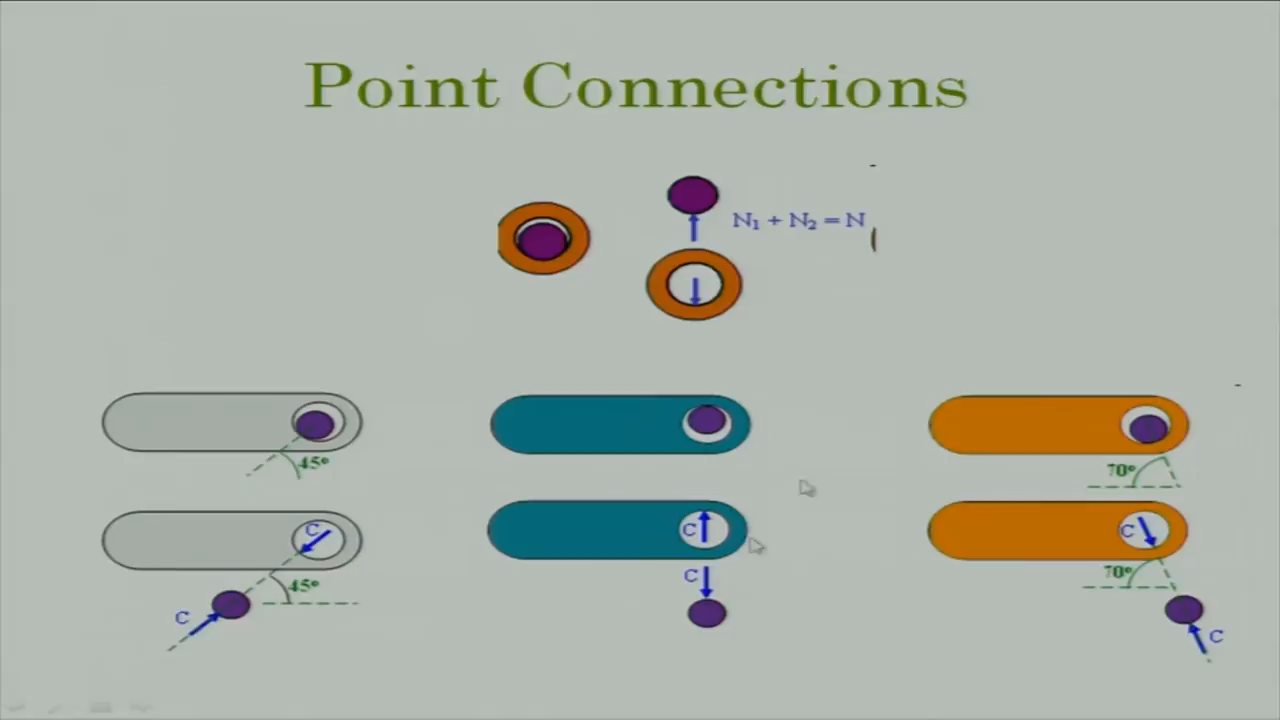 Point Connections
N₁ + N₂ = N (
45°
70°
C
C
C
70°
45°
C
C
C